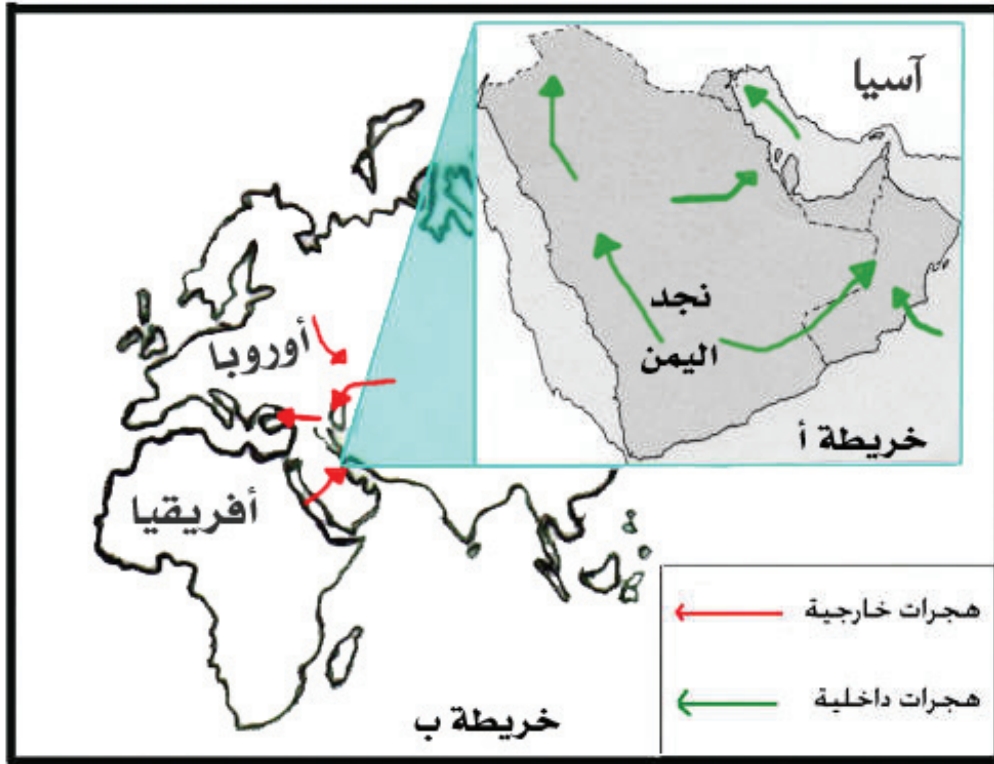 آسيا
نجد
اليمن
خريطة أ
أوروبا
أفريقيا
هجرات خارجية
هجرات داخلية
خريطة ب